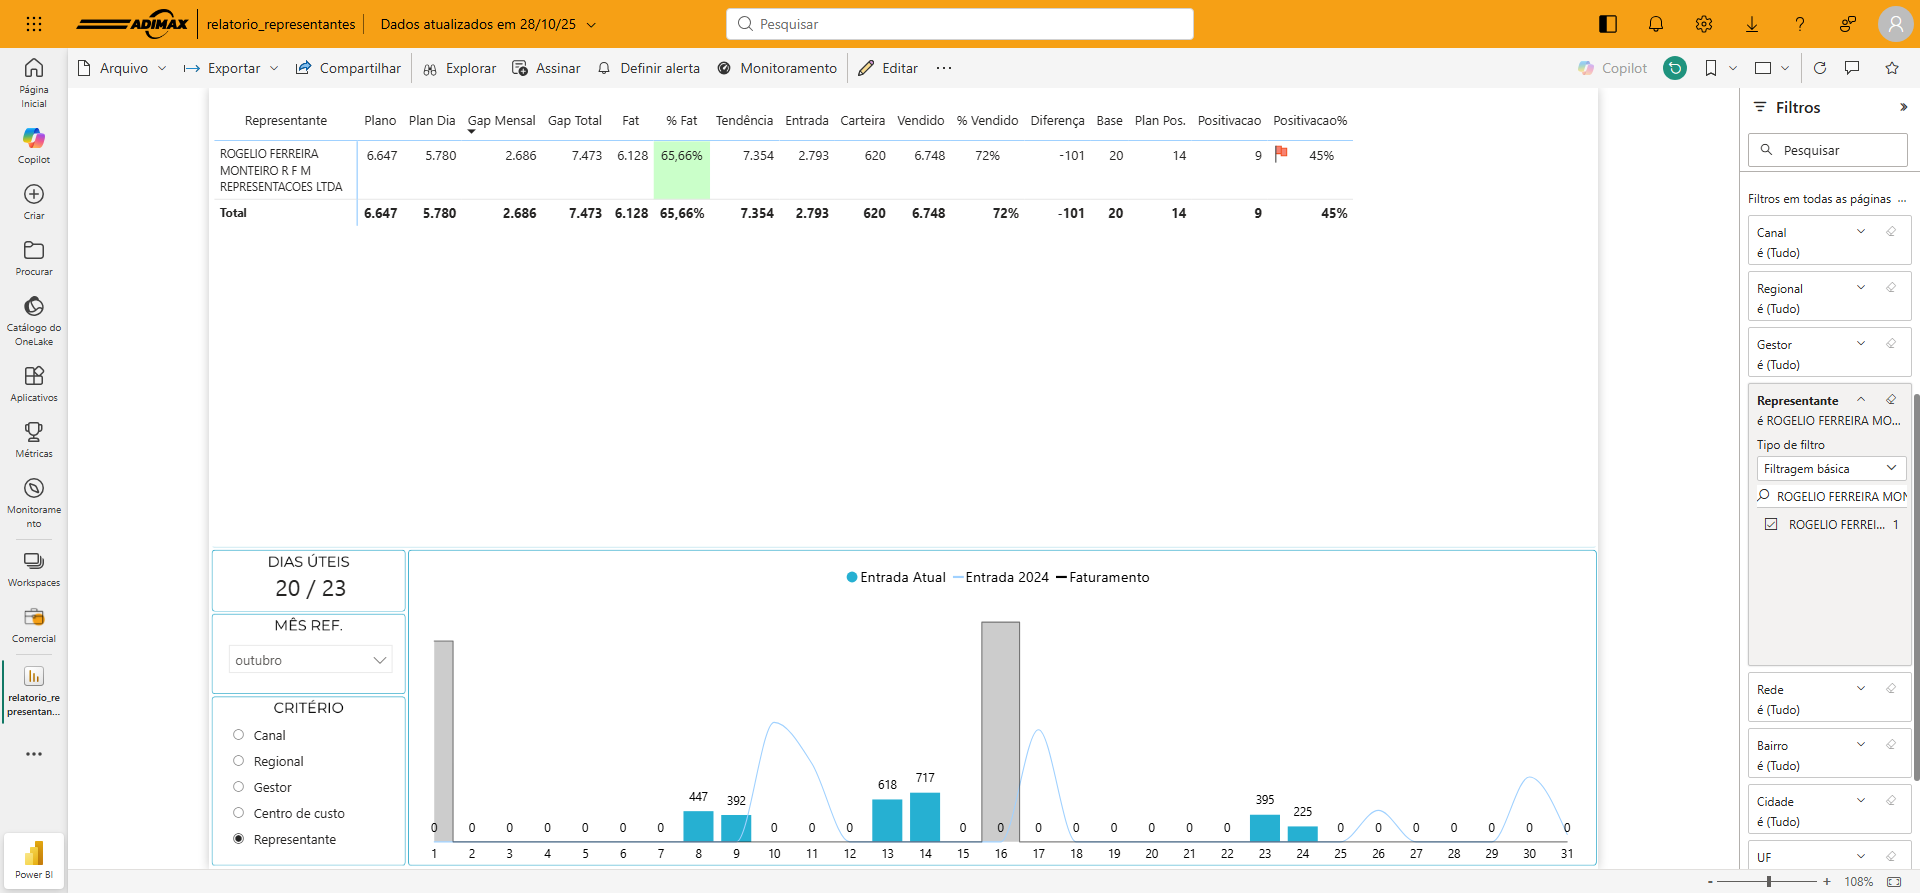 ADIMAX
relatorio_representantes
Dados atualizados em 28/10/25
Pesquisar
Arquivo
Exportar
Compartilhar
Explorar
Assinar
Definir alerta
Monitoramento
Editar
Copilot
Página
Inicial
Copilot
Criar
Procurar
Catálogo do
OneLake
Aplicativos
Métricas
Monitorame
nto
Workspaces
Comercial
relatorio_re
presentan...
Power BI
Representante Plano Plan Dia Gap Mensal Gap Total Fat % Fat Tendência Entrada Carteira Vendido % Vendido Diferença Base Plan Pos. Positivacao Positivacao%
ROGELIO FERREIRA
MONTEIRO R F M
REPRESENTACOES LTDA
6.647 5.780 2.686 7.473 6.128 65,66% 7.354 2.793 620 6.748 72% -101 20 14 9 45%
Total 6.647 5.780 2.686 7.473 6.128 65,66% 7.354 2.793 620 6.748 72% -101 20 14 9 45%
DIAS ÚTEIS
20 / 23
MÊS REF.
outubro
CRITÉRIO
Canal
Regional
Gestor
Centro de custo
Representante
Entrada Atual Entrada 2024 Faturamento
0 0 0 0 0 0 0 447 392 0 0 0 618 717 0 0 0 0 0 0 0 0 395 225 0 0 0 0 0 0 0
1 2 3 4 5 6 7 8 9 10 11 12 13 14 15 16 17 18 19 20 21 22 23 24 25 26 27 28 29 30 31
Filtros
Pesquisar
Filtros em todas as páginas ...
Canal
é (Tudo)
Regional
é (Tudo)
Gestor
é (Tudo)
Representante
é ROGELIO FERREIRA MO...
Tipo de filtro
Filtragem básica
ROGELIO FERREIRA MON
ROGELIO FERREI... 1
Rede
é (Tudo)
Bairro
é (Tudo)
Cidade
é (Tudo)
UF
- + 108%